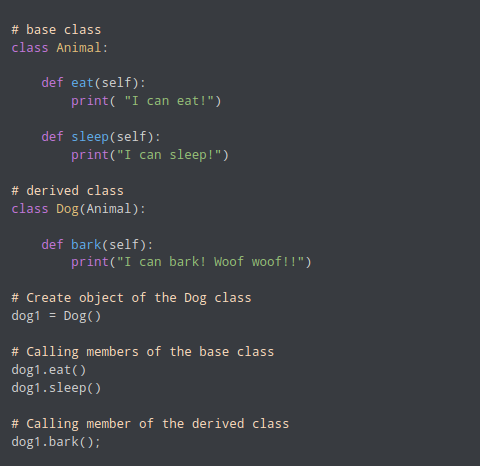 # base class
class Animal:
    def eat(self):
        print( "I can eat!")
    def sleep(self):
        print("I can sleep!")
# derived class
class Dog(Animal):
    def bark(self):
        print("I can bark! Woof woof!!")
# Create object of the Dog class
dog1 = Dog()
# Calling members of the base class
dog1.eat()
dog1.sleep()
# Calling member of the derived class
dog1.bark();